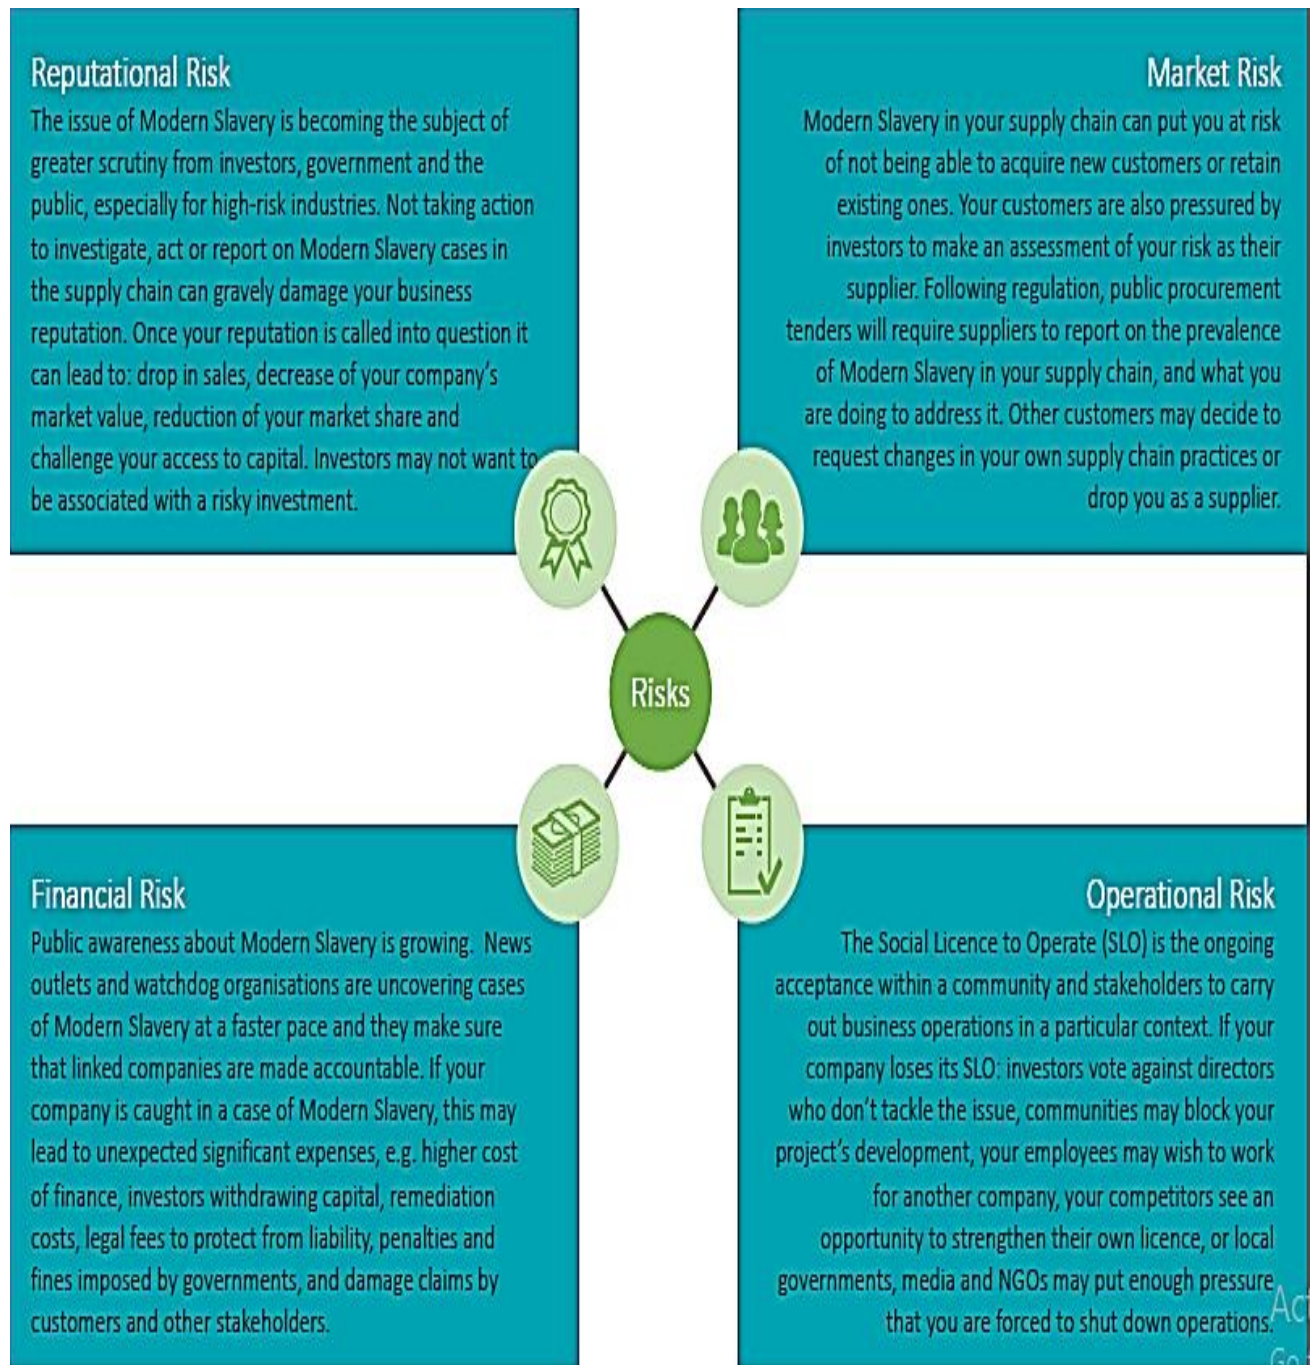 Reputational Risk
The issue of Modern Slavery is becoming the subject of
greater scrutiny from investors, government and the
public, especially for high-risk industries. Not taking action
to investigate, act or report on Modern Slavery cases in
the supply chain can gravely damage your business
reputation. Once your reputation is called into question it
can lead to: drop in sales, decrease of your company's
market value, reduction of your market share and
challenge your access to capital. Investors may not want to
be associated with a risky investment.
Market Risk
Modern Slavery in your supply chain can put you at risk
of not being able to acquire new customers or retain
existing ones. Your customers are also pressured by
investors to make an assessment of your risk as their
supplier. Following regulation, public procurement
tenders will require suppliers to report on the prevalence
of Modern Slavery in your supply chain, and what you
are doing to address it. Other customers may decide to
request changes in your own supply chain practices or
drop you as a supplier.
Risks
Financial Risk
Public awareness about Modern Slavery is growing. News
outlets and watchdog organisations are uncovering cases
of Modern Slavery at a faster pace and they make sure
that linked companies are made accountable. If your
company is caught in a case of Modern Slavery, this may
lead to unexpected significant expenses, e.g. higher cost
of finance, investors withdrawing capital, remediation
costs, legal fees to protect from liability, penalties and
fines imposed by governments, and damage claims by
customers and other stakeholders.
Operational Risk
The Social Licence to Operate (SLO) is the ongoing
acceptance within a community and stakeholders to carry
out business operations in a particular context. If your
company loses its SLO: investors vote against directors
who don't tackle the issue, communities may block your
project's development, your employees may wish to work
for another company, your competitors see an
opportunity to strengthen their own licence, or local
governments, media and NGOs may put enough pressure
that you are forced to shut down operations.